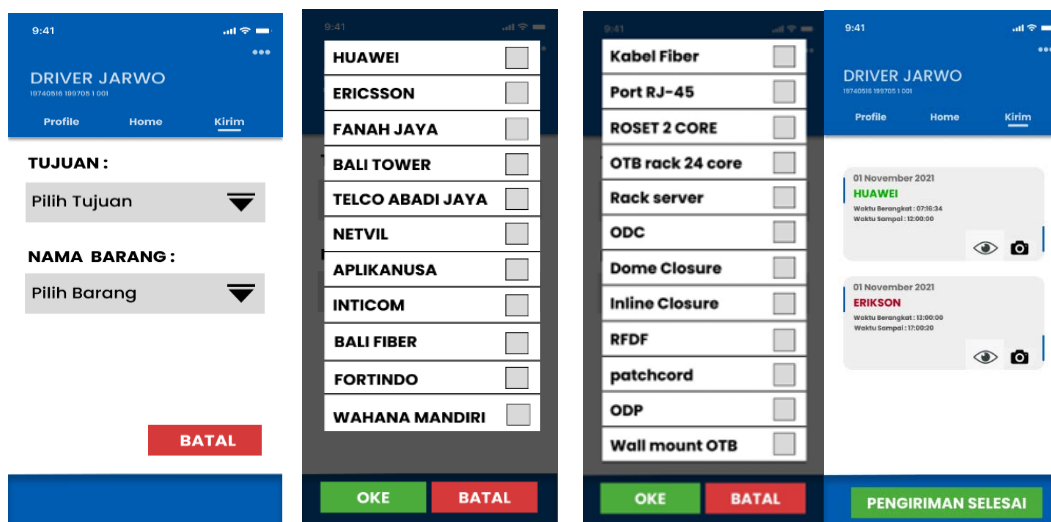 9:41
DRIVER JARWO
19740516 199705 1 001
Profile Home Kirim
TUJUAN :
Pilih Tujuan
NAMA BARANG :
Pilih Barang
BATAL
9:41
HUAWEI
ERICSSON
FANAH JAYA
BALI TOWER
TELCO ABADI JAYA
NETVIL
APLIKANUSA
INTICOM
BALI FIBER
FORTINDO
WAHANA MANDIRI
OKE BATAL
9:41
Kabel Fiber
Port RJ-45
ROSET 2 CORE
OTB rack 24 core
Rack server
ODC
Dome Closure
Inline Closure
RFDF
patchcord
ODP
Wall mount OTB
OKE BATAL
9:41
DRIVER JARWO
19740516 199705 1 001
Profile Home Kirim
01 November 2021
HUAWEI
Waktu Berangkat : 07:16:34
Waktu Sampai : 12:00:00
01 November 2021
ERIKSON
Waktu Berangkat : 13:00:00
Waktu Sampai : 17:00:20
PENGIRIMAN SELESAI